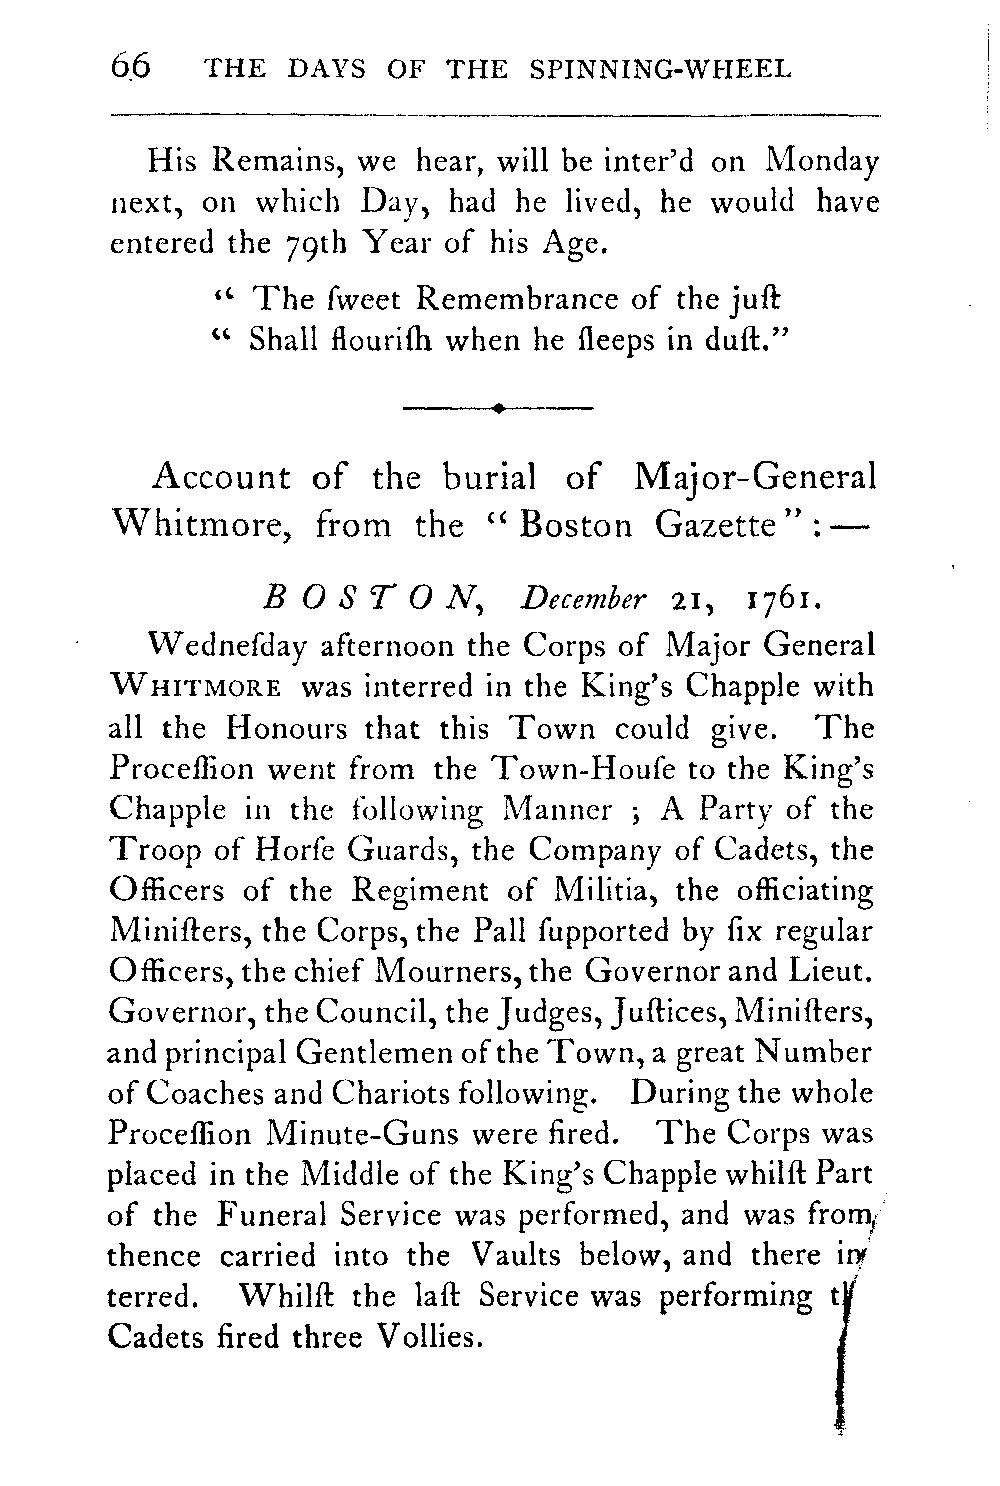 66 THE DAYS OF THE SPINNING-WHEEL
His Remains, we hear, will be inter’d on Monday
next, on which Day, had he lived, he would have
entered the 79th Year of his Age.
“ The ſweet Remembrance of the juſt
“ Shall flouriſh when he ſleeps in duſt.”
Account of the burial of Major-General
Whitmore, from the “Boston Gazette”:—
BOSTON, December 21, 1761.
Wedneſday afternoon the Corps of Major General
WHITMORE was interred in the King’s Chapple with
all the Honours that this Town could give. The
Proceſſion went from the Town-Houſe to the King’s
Chapple in the following Manner ; A Party of the
Troop of Horſe Guards, the Company of Cadets, the
Officers of the Regiment of Militia, the officiating
Miniſters, the Corps, the Pall ſupported by ſix regular
Officers, the chief Mourners, the Governor and Lieut.
Governor, the Council, the Judges, Juſtices, Miniſters,
and principal Gentlemen of the Town, a great Number
of Coaches and Chariots following. During the whole
Proceſſion Minute-Guns were fired. The Corps was
placed in the Middle of the King’s Chapple whilſt Part
of the Funeral Service was performed, and was from
thence carried into the Vaults below, and there in
terred. Whilſt the laſt Service was performing
Cadets fired three Vollies.